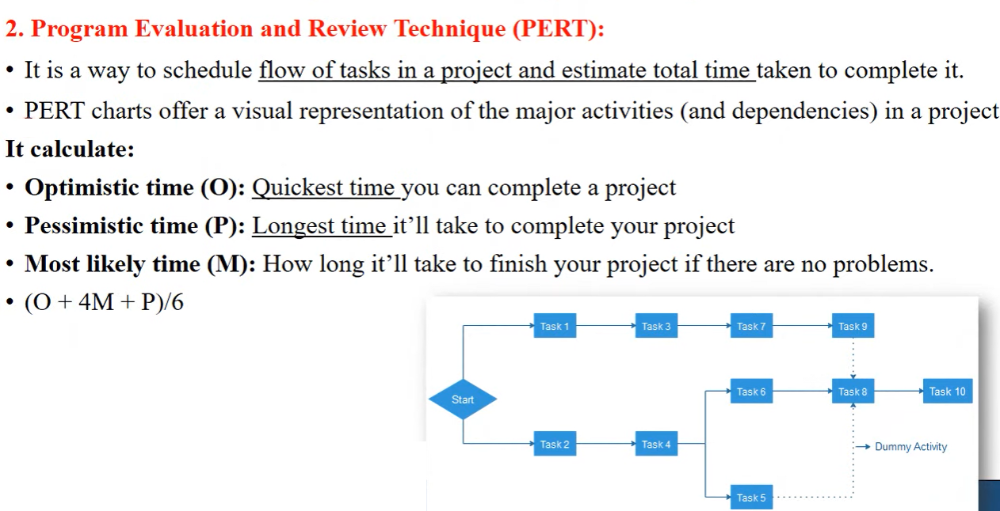 2. Program Evaluation and Review Technique (PERT):
• It is a way to schedule flow of tasks in a project and estimate total time taken to complete it.
• PERT charts offer a visual representation of the major activities (and dependencies) in a project
It calculate:
• Optimistic time (O): Quickest time you can complete a project
• Pessimistic time (P): Longest time it’ll take to complete your project
• Most likely time (M): How long it’ll take to finish your project if there are no problems.
• (O + 4M + P)/6
Task 1 Task 3 Task 7 Task 9
Task 6 Task 8 Task 10
Start
Task 2 Task 4
Dummy Activity
Task 5